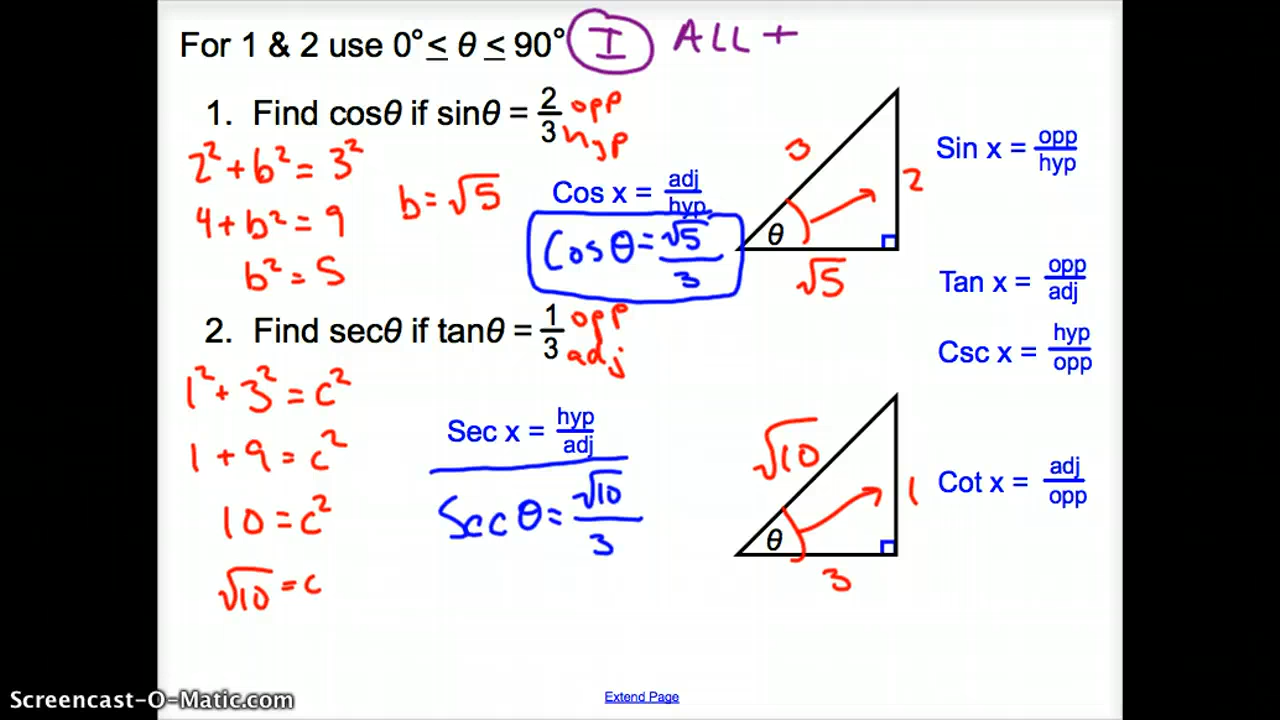 For 1 & 2 use 0° ≤ θ ≤ 90° I ALL +
1. Find cosθ if sinθ = 2/3 opp hyp
2² + b² = 3²
4 + b² = 9
b² = 5
b = √5
Cos x = adj/hyp
Cos θ = √5/3
3
2
θ
√5
Sin x = opp/hyp
Tan x = opp/adj
Csc x = hyp/opp
2. Find secθ if tanθ = 1/3 opp adj
1² + 3² = c²
1 + 9 = c²
10 = c²
√10 = c
Sec x = hyp/adj
Sec θ = √10/3
√10
1
θ
3
Cot x = adj/opp
Extend Page
Screencast-O-Matic.com